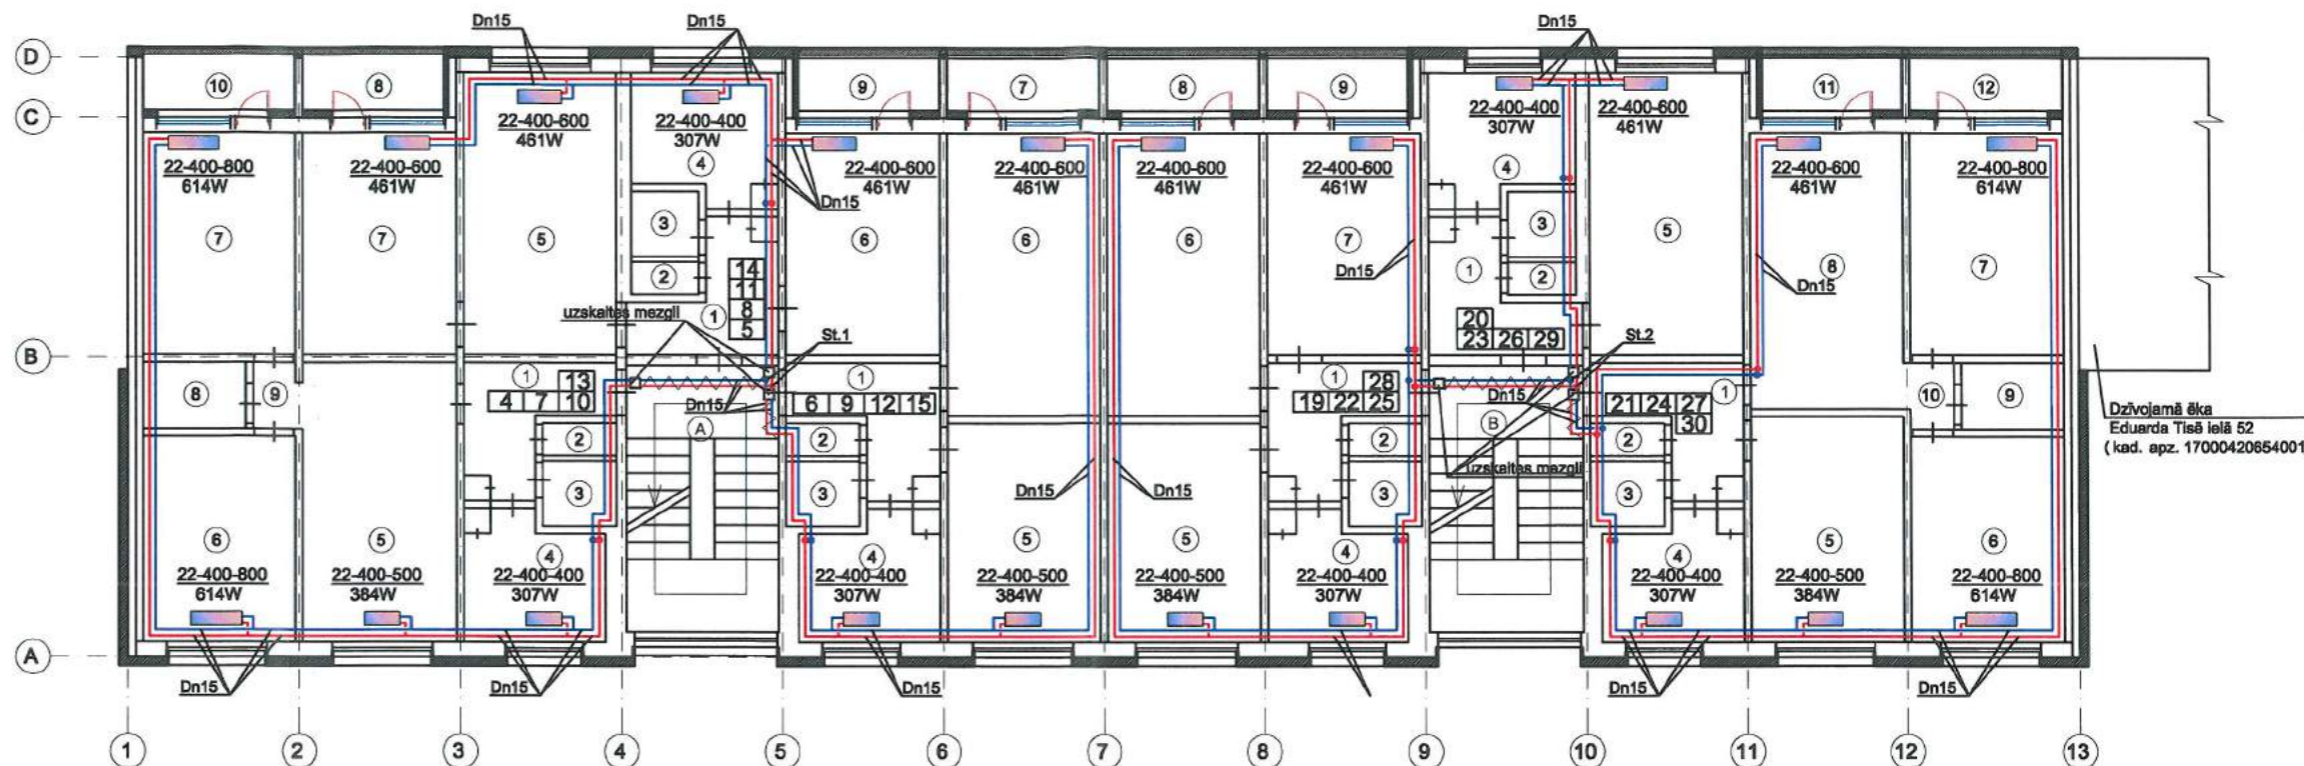 Dn15
Dn15
Dn15
D
10
8
9
7
8
9
11
12
C
22-400-600
461W
22-400-400
307W
22-400-400
307W
22-400-600
461W
22-400-800
614W
22-400-600
461W
4
22-400-600
461W
22-400-600
461W
22-400-600
461W
22-400-600
461W
4
22-400-600
461W
22-400-800
614W
Dn15
7
7
5
3
6
6
6
7
3
5
8
7
2
14
11
8
5
Dn15
1
2
Dn15
uzskaites mezgli
1
20
23 26 29
B
St.1
St.2
8
9
1
13
4 7 10
Dn15
1
6 9 12 15
1
28
19 22 25
Dn15
21 24 27
30
1
10
9
Dzīvojamā ēka
Eduarda Tisē ielā 52
( kad. apz. 17000420654001
A
B
2
2
2
2
uzskaites mezgli
3
3
Dn15
Dn15
3
3
6
5
4
4
5
5
4
4
5
6
22-400-800
614W
22-400-500
384W
22-400-400
307W
22-400-400
307W
22-400-500
384W
22-400-500
384W
22-400-400
307W
22-400-400
307W
22-400-500
384W
22-400-800
614W
A
Dn15
Dn15
Dn15
Dn15
Dn15
1
2
3
4
5
6
7
8
9
10
11
12
13